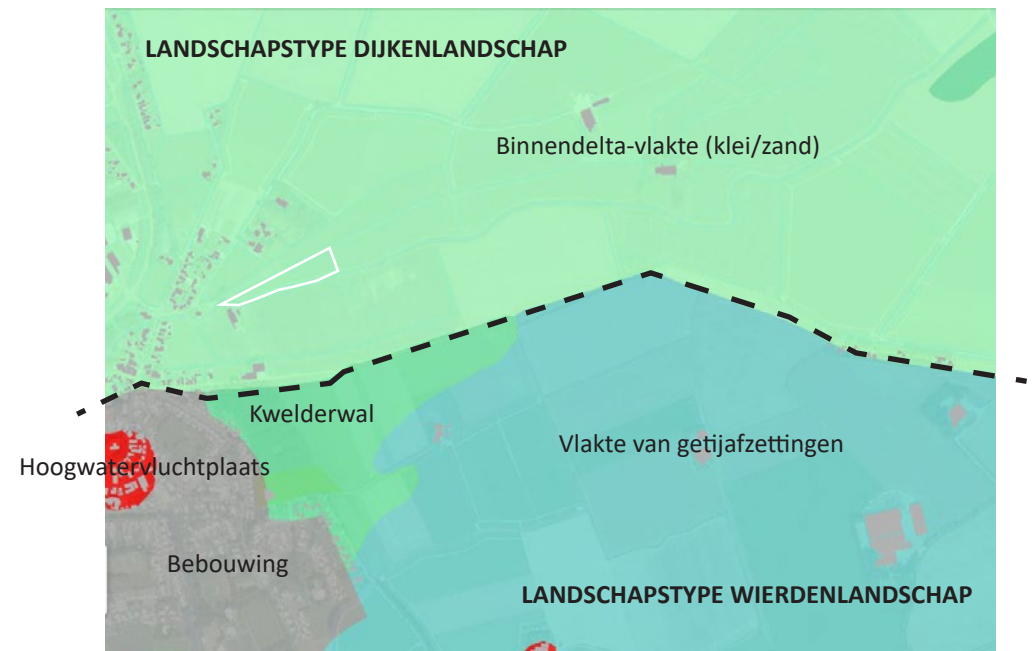 LANDSCHAPSTYPE DIJKENLANDSCHAP
Binnendelta-vlakte (klei/zand)
Kwelderwal
Vlakte van getijafzettingen
Hoogwatervluchtplaats
Bebouwing
LANDSCHAPSTYPE WIERDENLANDSCHAP